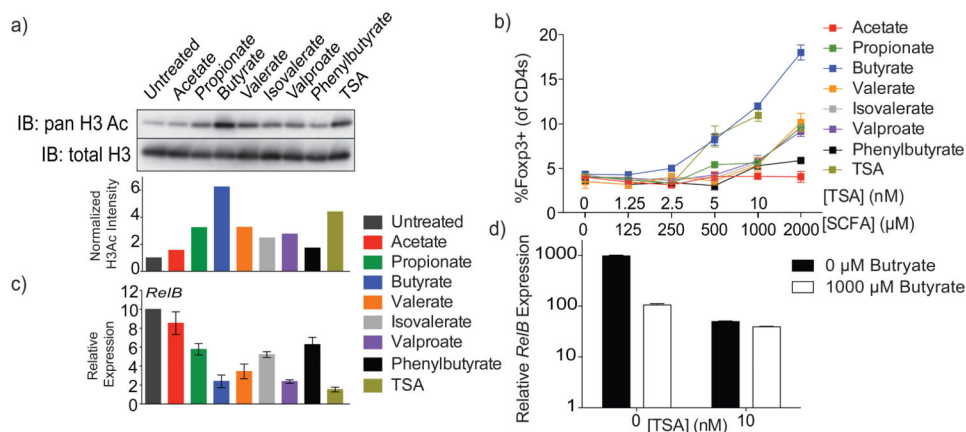 a)
Untreated
Acetate
Propionate
Butyrate
Valerate
Isovalerate
Valproate
Phenylbutyrate
TSA
IB: pan H3 Ac
IB: total H3
Normalized
H3Ac Intensity
6
4
2
0
Untreated
Acetate
Propionate
Butyrate
Valerate
Isovalerate
Valproate
Phenylbutyrate
TSA
c)
RelB
Relative
Expression
12
10
8
6
4
2
0
b)
%Foxp3+ (of CD4s)
20
15
10
5
0
Acetate
Propionate
Butyrate
Valerate
Isovalerate
Valproate
Phenylbutyrate
TSA
0 1.25 2.5 5 10 [TSA] (nM)
0 125 250 500 1000 2000 [SCFA] (μM)
d)
Relative RelB Expression
1000
100
10
1
0 μM Butryate
1000 μM Butyrate
0 10
[TSA] (nM)